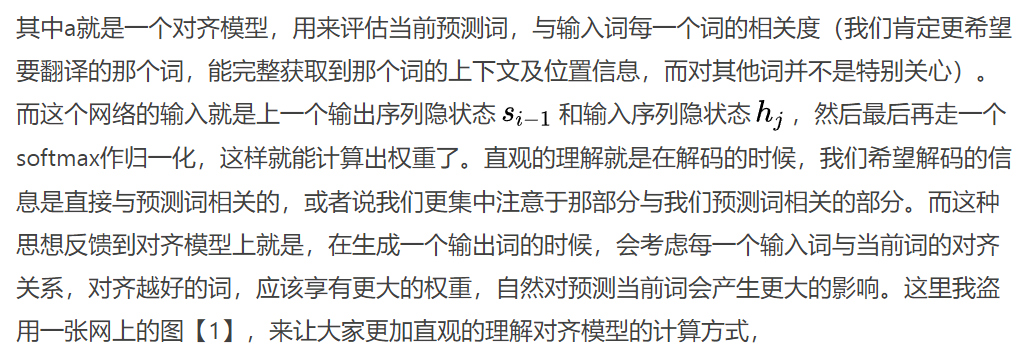 其中a就是一个对齐模型，用来评估当前预测词，与输入词每一个词的相关度（我们肯定更希望
要翻译的那个词，能完整获取到那个词的上下文及位置信息，而对其他词并不是特别关心）。
而这个网络的输入就是上一个输出序列隐状态 s_{i−1} 和输入序列隐状态 h_j ，然后最后再走一个
softmax作归一化，这样就能计算出权重了。直观的理解就是在解码的时候，我们希望解码的信
息是直接与预测词相关的，或者说我们更集中注意于那部分与我们预测词相关的部分。而这种
思想反馈到对齐模型上就是，在生成一个输出词的时候，会考虑每一个输入词与当前词的对齐
关系，对齐越好的词，应该享有更大的权重，自然对预测当前词会产生更大的影响。这里我盗
用一张网上的图【1】，来让大家更加直观的理解对齐模型的计算方式，